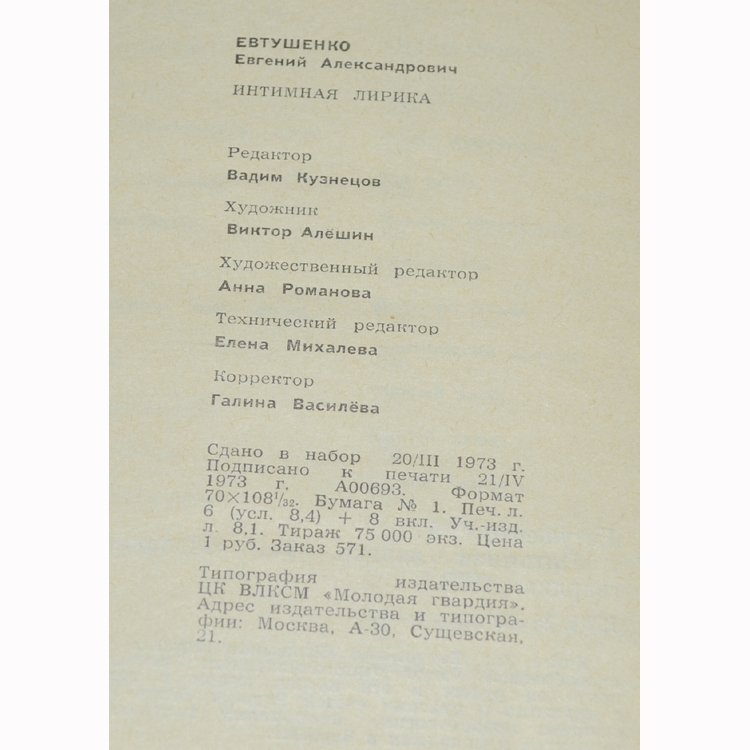 ЕВТУШЕНКО
Евгений Александрович
ИНТИМНАЯ ЛИРИКА
Редактор
Вадим Кузнецов
Художник
Виктор Алёшин
Художественный редактор
Анна Романова
Технический редактор
Елена Михалева
Корректор
Галина Василёва
Сдано в набор 20/III 1973 г.
Подписано к печати 21/IV
1973 г. А00693. Формат
70×108¹/₃₂. Бумага № 1. Печ. л.
6 (усл. 8,4) + 8 вкл. Уч.-изд.
л. 8,1. Тираж 75 000 экз. Цена
1 руб. Заказ 571.
Типография издательства
ЦК ВЛКСМ «Молодая гвардия».
Адрес издательства и типогра-
фии: Москва, А-30, Сущевская,
21.